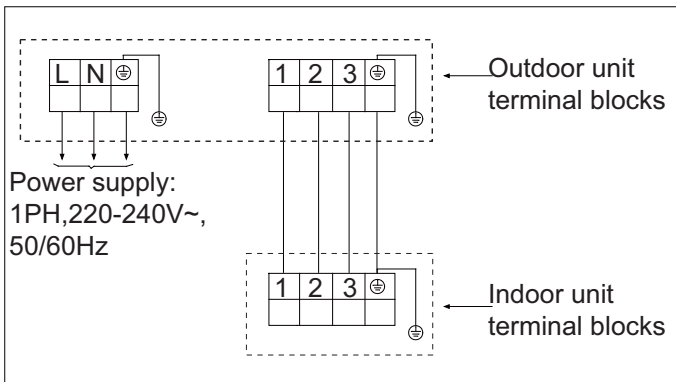 L N
1 2 3
Outdoor unit
terminal blocks
Power supply:
1PH,220-240V~,
50/60Hz
1 2 3
Indoor unit
terminal blocks